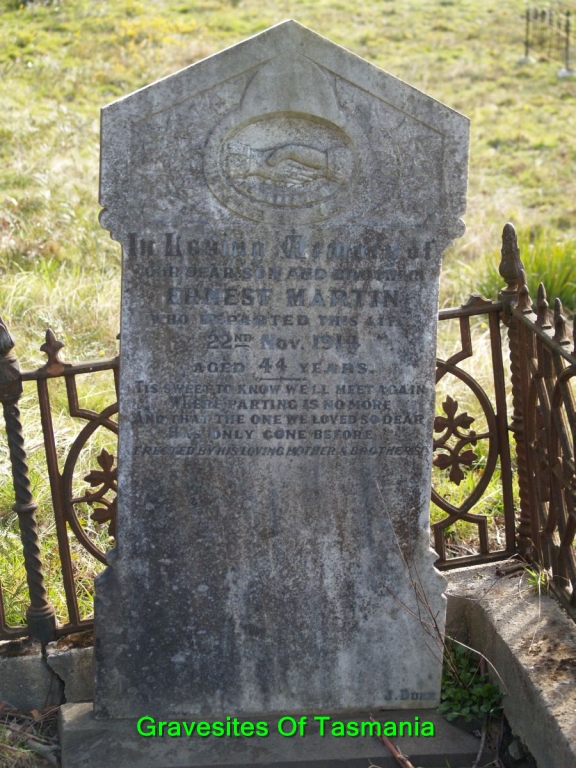 In Loving Memory of
OUR DEAR SON AND BROTHER
ERNEST MARTIN
WHO DEPARTED THIS LIFE
22ND Nov. 1914
AGED 44 YEARS.
TIS SWEET TO KNOW WE'LL MEET AGAIN
WHERE PARTING IS NO MORE
AND THAT THE ONE WE LOVED SO DEAR
HAS ONLY GONE BEFORE
ERECTED BY HIS LOVING MOTHER & BROTHERS
Gravesites Of Tasmania